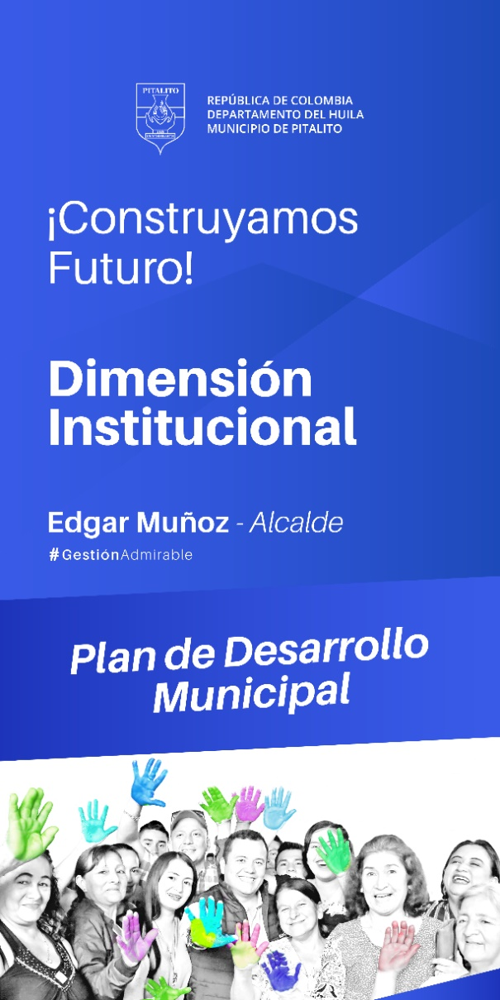 PITALITO
REPÚBLICA DE COLOMBIA
DEPARTAMENTO DEL HUILA
MUNICIPIO DE PITALITO
¡Construyamos
Futuro!
Dimensión
Institucional
Edgar Muñoz - Alcalde
#GestiónAdmirable
Plan de Desarrollo
Municipal